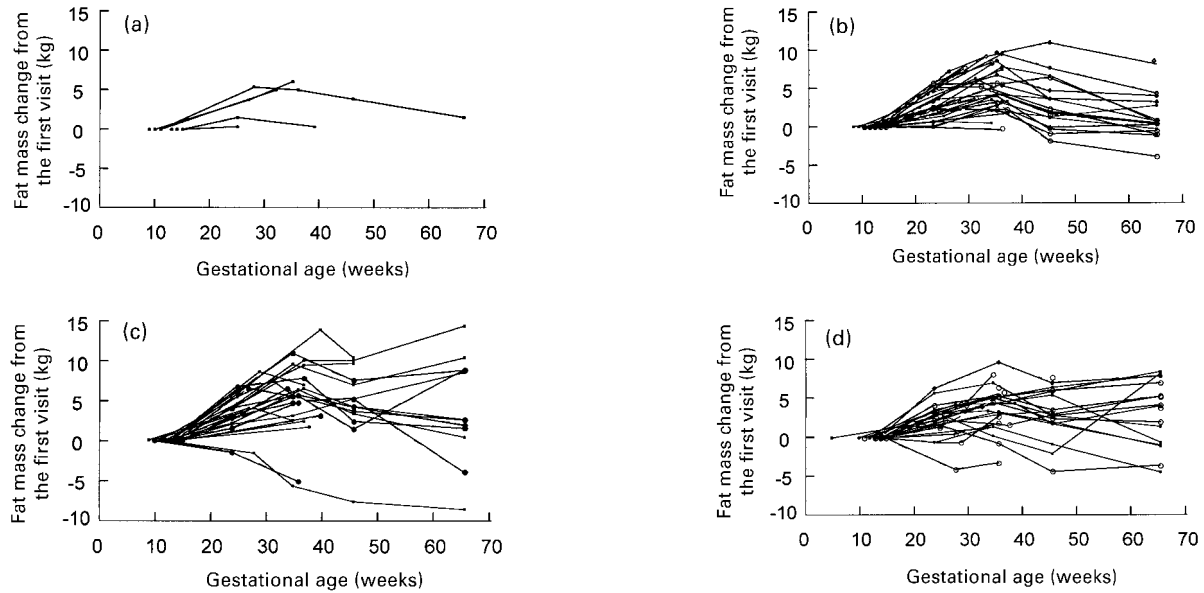 (a)
Fat mass change from
the first visit (kg)
15
10
5
0
-5
-10
0 10 20 30 40 50 60 70
Gestational age (weeks)
(b)
Fat mass change from
the first visit (kg)
15
10
5
0
-5
-10
0 10 20 30 40 50 60 70
Gestational age (weeks)
(c)
Fat mass change from
the first visit (kg)
15
10
5
0
-5
-10
0 10 20 30 40 50 60 70
Gestational age (weeks)
(d)
Fat mass change from
the first visit (kg)
15
10
5
0
-5
-10
0 10 20 30 40 50 60 70
Gestational age (weeks)